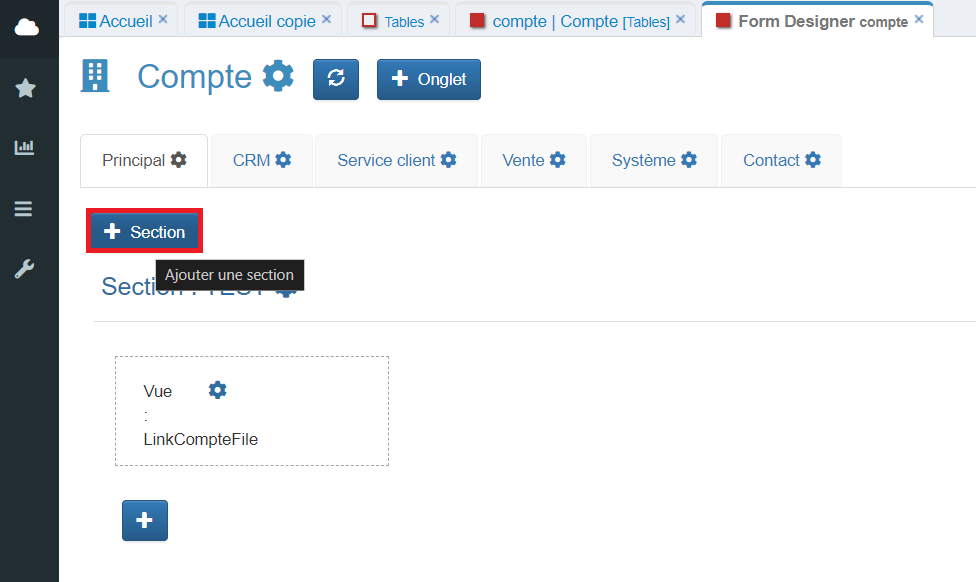 Accueil × Accueil copie × Tables × compte | Compte [Tables] × Form Designer compte ×
Compte + Onglet
Principal CRM Service client Vente Système Contact
+ Section
Ajouter une section
Section : TEST
Vue
:
LinkCompteFile
+